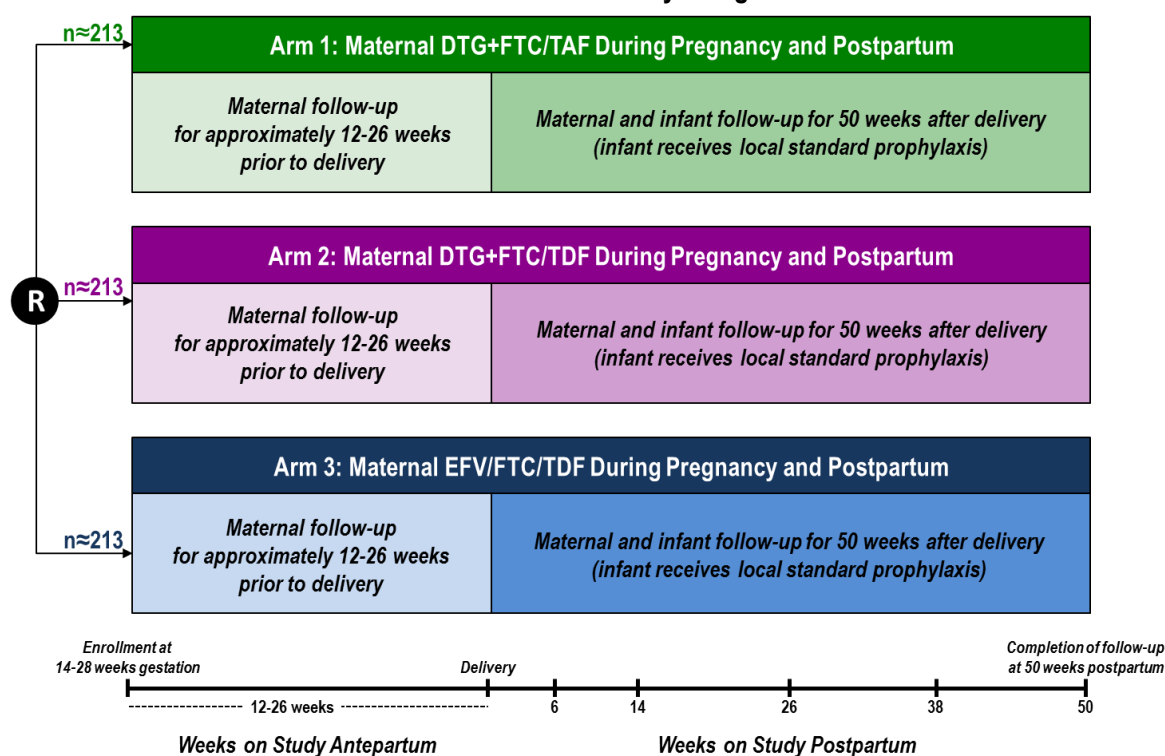 n≈213
Arm 1: Maternal DTG+FTC/TAF During Pregnancy and Postpartum
Maternal follow-up
for approximately 12-26 weeks
prior to delivery
Maternal and infant follow-up for 50 weeks after delivery
(infant receives local standard prophylaxis)
R
n≈213
Arm 2: Maternal DTG+FTC/TDF During Pregnancy and Postpartum
Maternal follow-up
for approximately 12-26 weeks
prior to delivery
Maternal and infant follow-up for 50 weeks after delivery
(infant receives local standard prophylaxis)
n≈213
Arm 3: Maternal EFV/FTC/TDF During Pregnancy and Postpartum
Maternal follow-up
for approximately 12-26 weeks
prior to delivery
Maternal and infant follow-up for 50 weeks after delivery
(infant receives local standard prophylaxis)
Enrollment at
14-28 weeks gestation
Delivery
Completion of follow-up
at 50 weeks postpartum
12-26 weeks
6
14
26
38
50
Weeks on Study Antepartum
Weeks on Study Postpartum